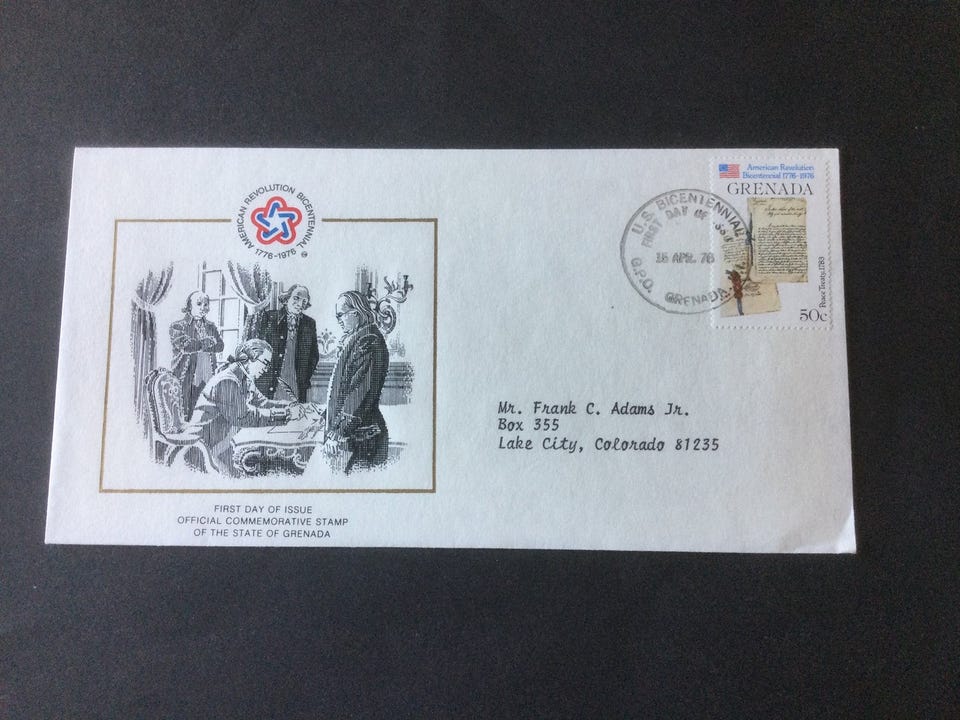 AMERICAN REVOLUTION BICENTENNIAL
1776-1976
FIRST DAY OF ISSUE
OFFICIAL COMMEMORATIVE STAMP
OF THE STATE OF GRENADA
U.S. BICENTENNIAL
FIRST DAY OF
15 APR. 76
G.P.O. GRENADA
American Revolution
Bicentennial 1776-1976
GRENADA
Peace Treaty, 1783
50c
Mr. Frank C. Adams Jr.
Box 355
Lake City, Colorado 81235